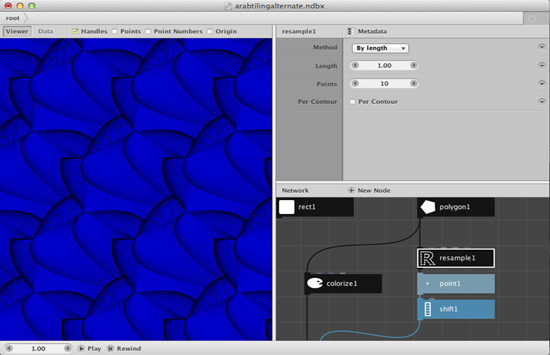 arabtilingalternate.ndbx
root
Viewer Data Handles Points Point Numbers Origin
resample1 Metadata
Method By length
Length 1.00
Points 10
Per Contour Per Contour
Network New Node
rect1 polygon1
R resample1
colorize1 point1
shift1
1.00 Play Rewind